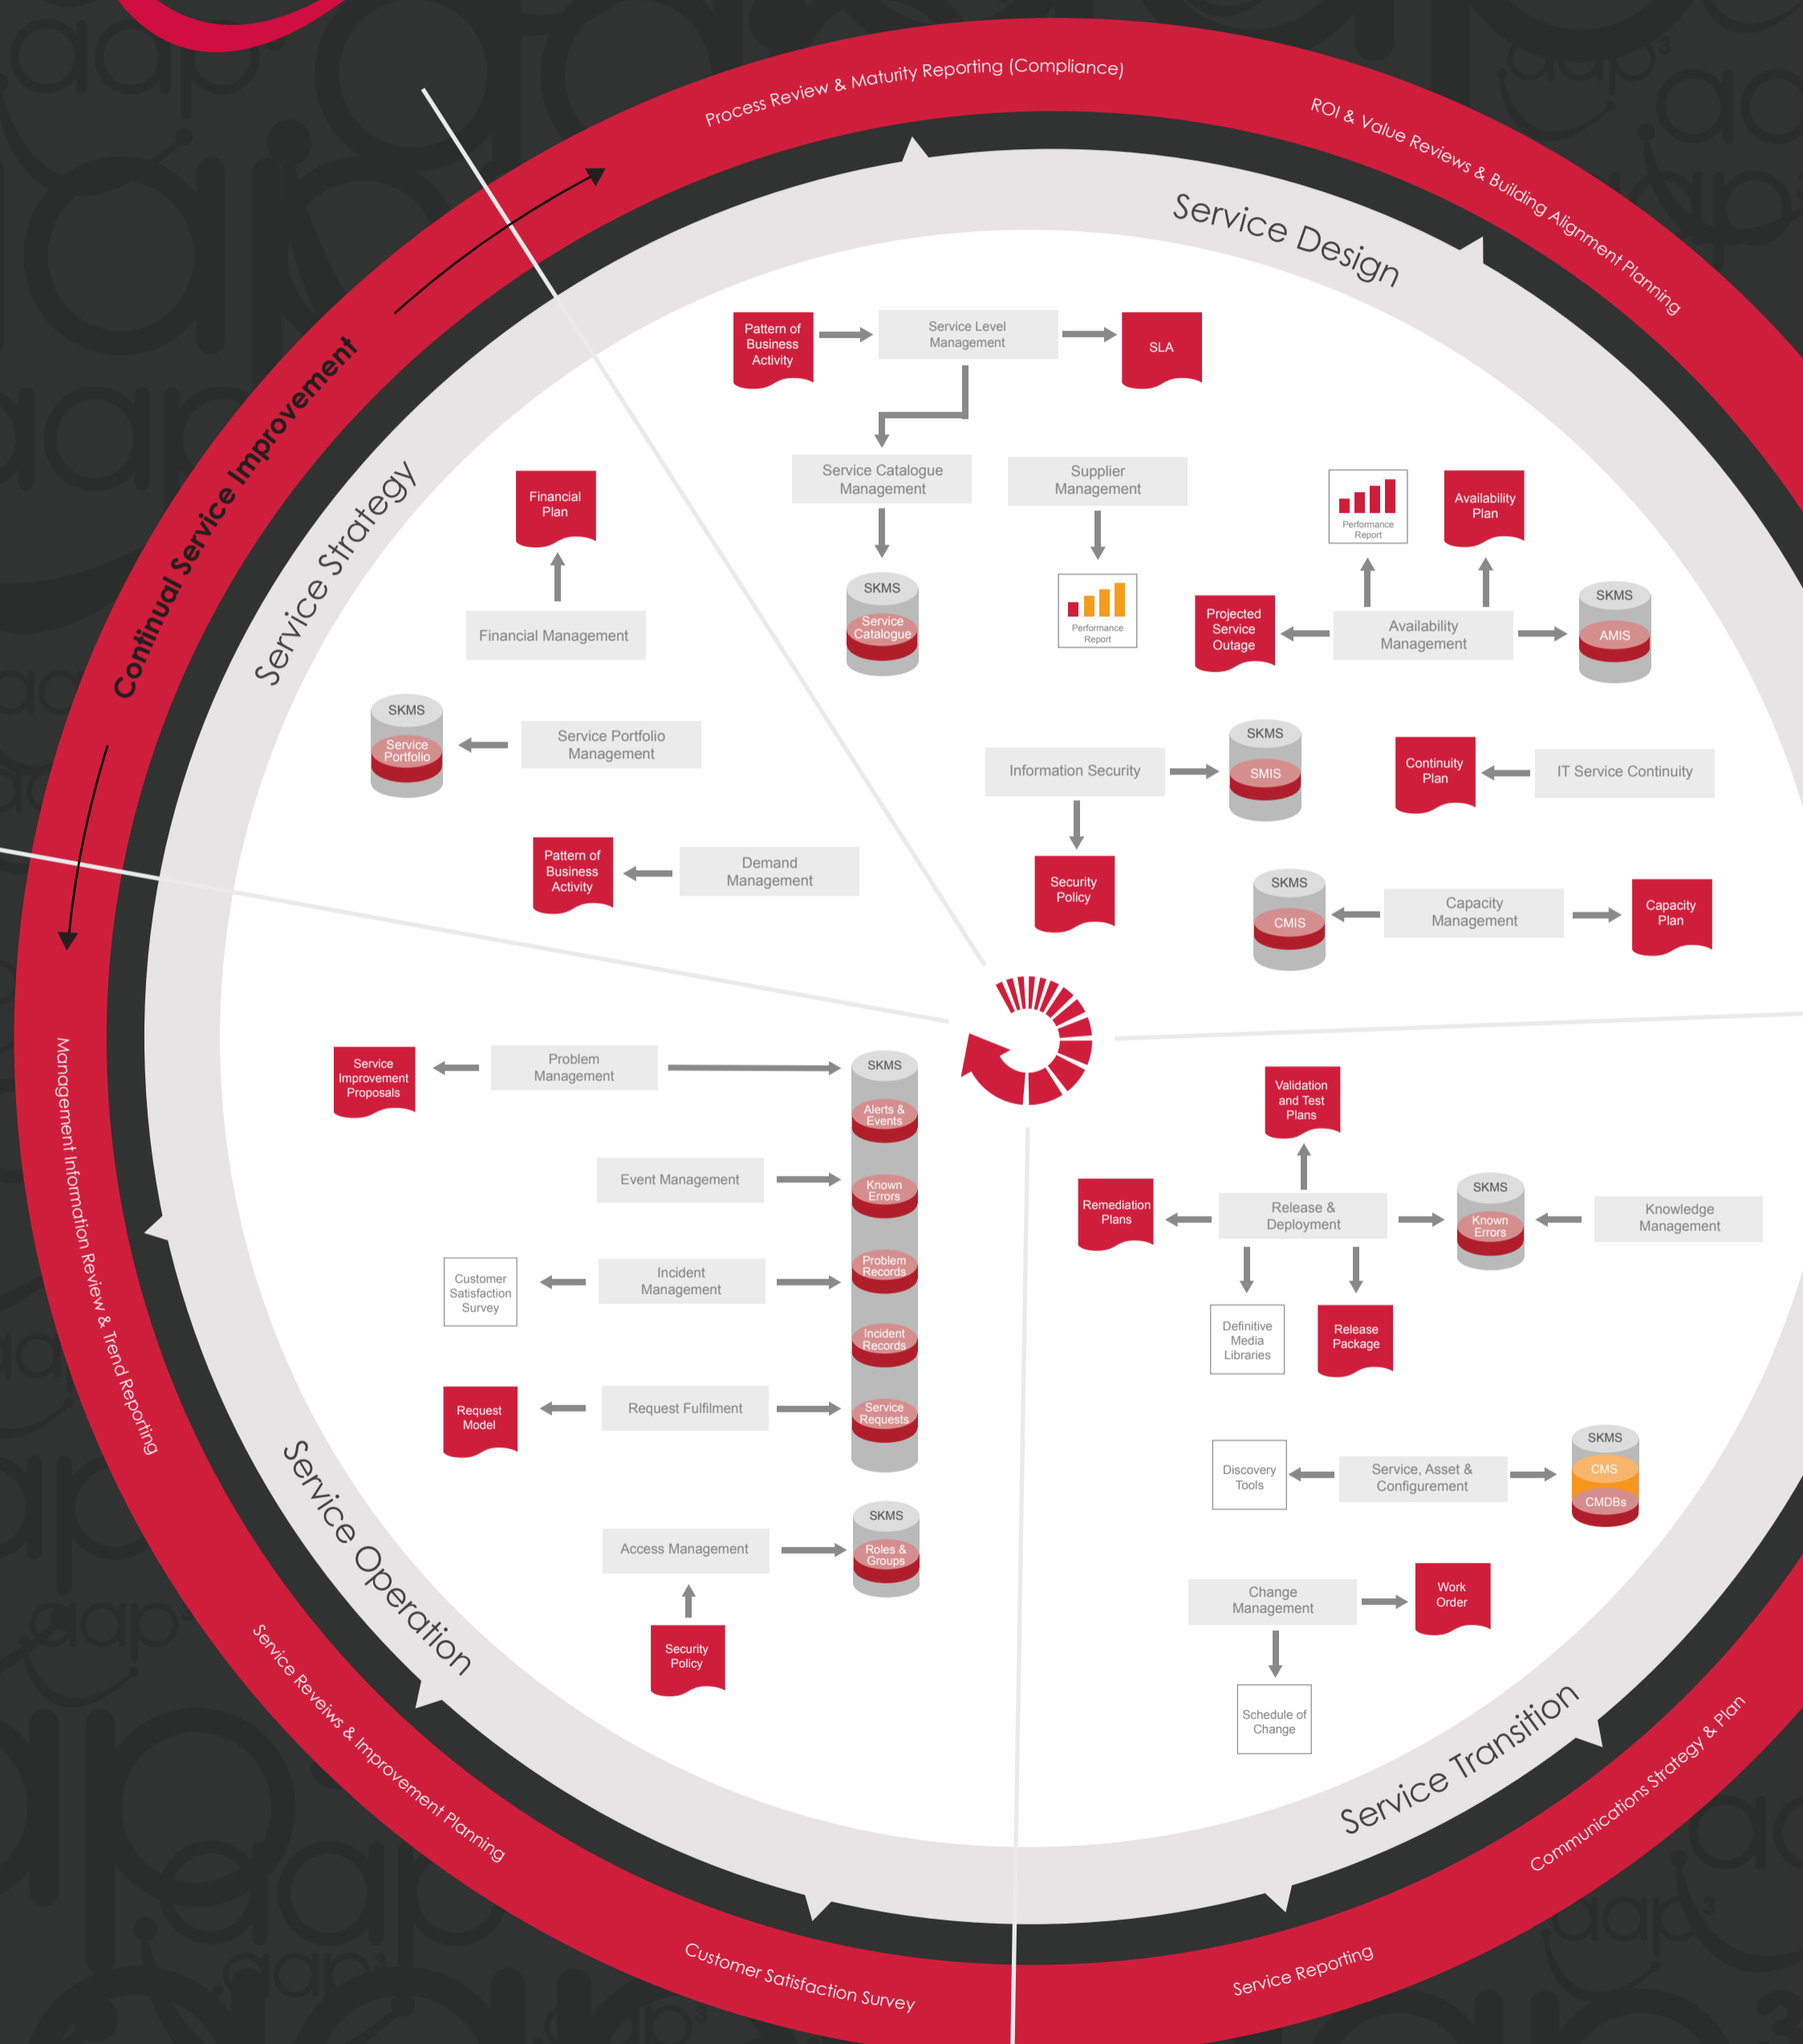 Process Review & Maturity Reporting (Compliance)
ROI & Value Reviews & Building Alignment Planning
Continual Service Improvement
Management Information Review & Trend Reporting
Service Reveiws & Improvement Planning
Customer Satisfaction Survey
Service Reporting
Communications Strategy & Plan
Service Design
Pattern of
Business
Activity
Service Level
Management
SLA
Service Catalogue
Management
Supplier
Management
SKMS
Service
Catalogue
Performance
Report
Performance
Report
Availability
Plan
Projected
Service
Outage
Availability
Management
SKMS
AMIS
Information Security
SKMS
SMIS
Security
Policy
Continuity
Plan
IT Service Continuity
SKMS
CMIS
Capacity
Management
Capacity
Plan
Service Strategy
Financial
Plan
Financial Management
SKMS
Service
Portfolio
Service Portfolio
Management
Pattern of
Business
Activity
Demand
Management
Service Operation
Service
Improvement
Proposals
Problem
Management
SKMS
Alerts &
Events
Known
Errors
Problem
Records
Incident
Records
Service
Requests
Event Management
Customer
Satisfaction
Survey
Incident
Management
Request
Model
Request Fulfilment
Access Management
SKMS
Roles &
Groups
Security
Policy
Service Transition
Validation
and Test
Plans
Remediation
Plans
Release &
Deployment
SKMS
Known
Errors
Knowledge
Management
Definitive
Media
Libraries
Release
Package
Discovery
Tools
Service, Asset &
Configurement
SKMS
CMS
CMDBs
Change
Management
Work
Order
Schedule of
Change
aap³